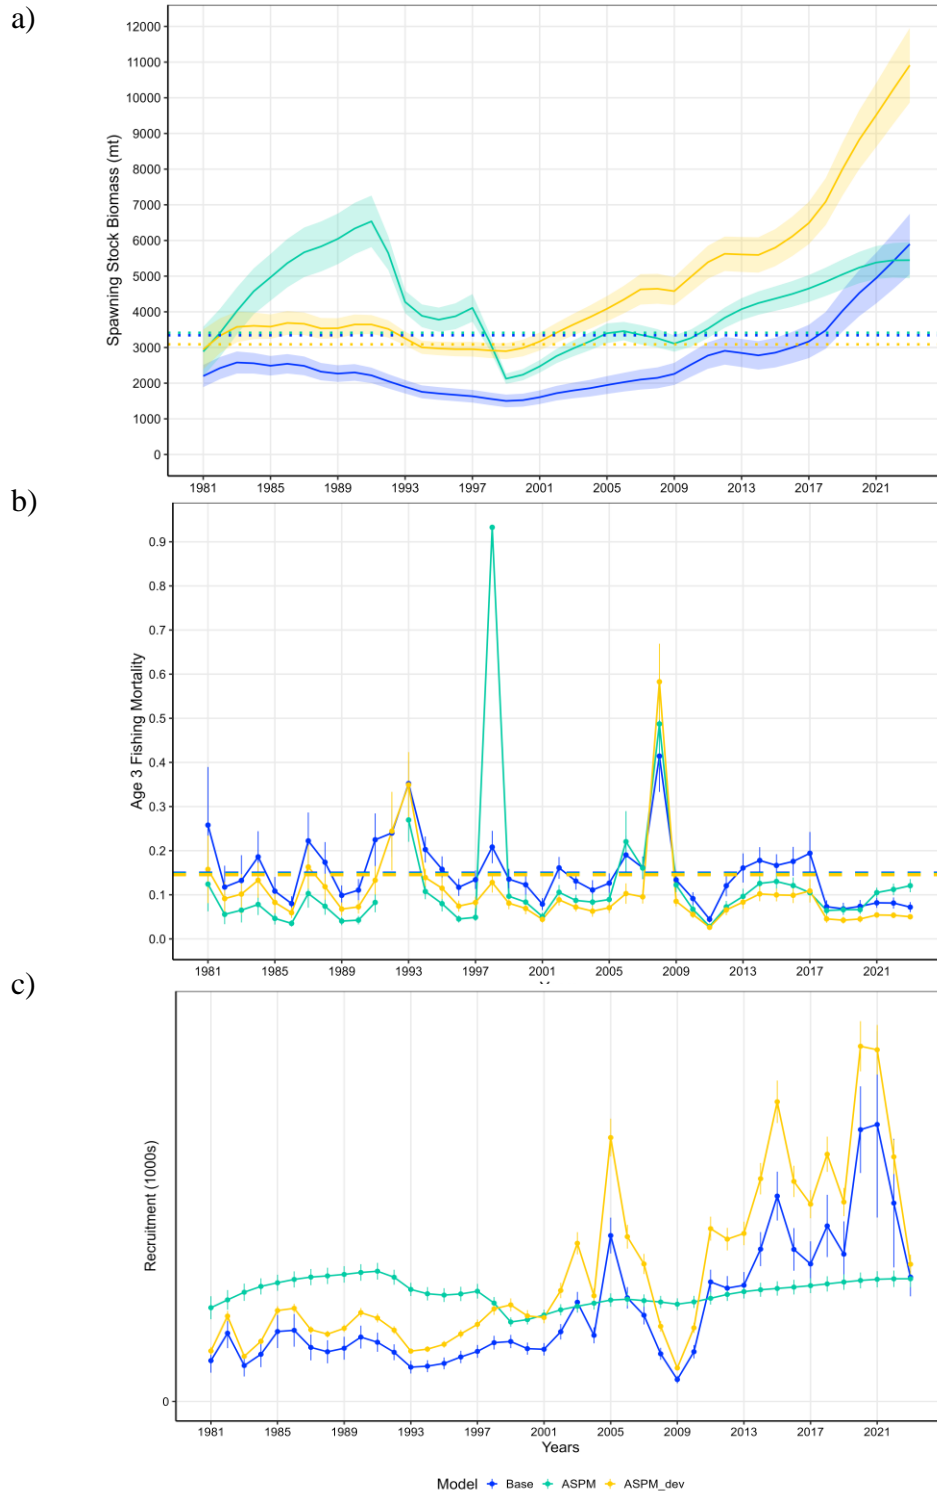 a)
Spawning Stock Biomass (mt)
12000
11000
10000
9000
8000
7000
6000
5000
4000
3000
2000
1000
0
1981 1985 1989 1993 1997 2001 2005 2009 2013 2017 2021
b)
Age 3 Fishing Mortality
0.9
0.8
0.7
0.6
0.5
0.4
0.3
0.2
0.1
0.0
1981 1985 1989 1993 1997 2001 2005 2009 2013 2017 2021
c)
Recruitment (1000s)
0
1981 1985 1989 1993 1997 2001 2005 2009 2013 2017 2021
Years
Model Base ASPM ASPM_dev